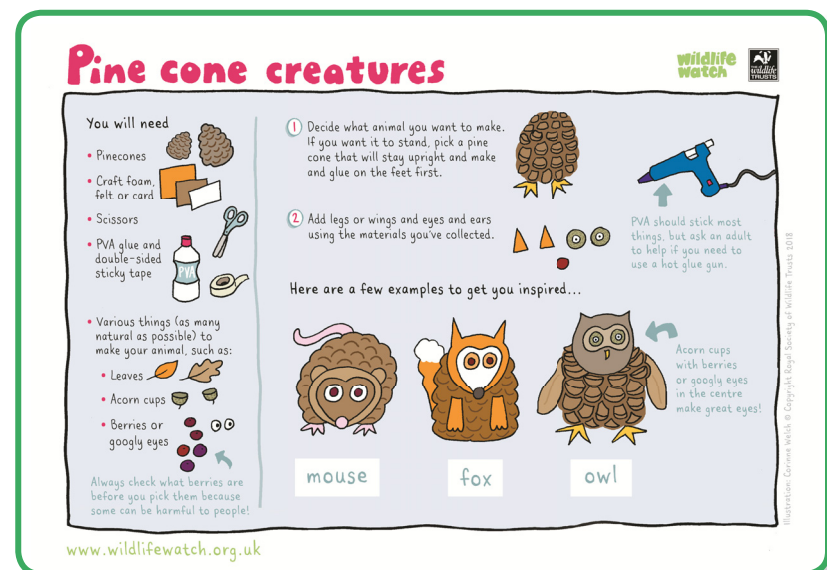 Pine cone creatures
wildlife
watch
THE
wildlife
TRUSTS
You will need
• Pinecones
• Craft foam,
felt or card
• Scissors
• PVA glue and
double-sided
sticky tape
PVA
• Various things (as many
natural as possible) to
make your animal, such as:
• Leaves
• Acorn cups
• Berries or
googly eyes
Always check what berries are
before you pick them because
some can be harmful to people!
1 Decide what animal you want to make.
If you want it to stand, pick a pine
cone that will stay upright and make
and glue on the feet first.
2 Add legs or wings and eyes and ears
using the materials you've collected.
PVA should stick most
things, but ask an adult
to help if you need to
use a hot glue gun.
Here are a few examples to get you inspired...
Acorn cups
with berries
or googly eyes
in the centre
make great eyes!
mouse
fox
owl
Illustration: Corinne Welch © Copyright Royal Society of Wildlife Trusts 2018
www.wildlifewatch.org.uk